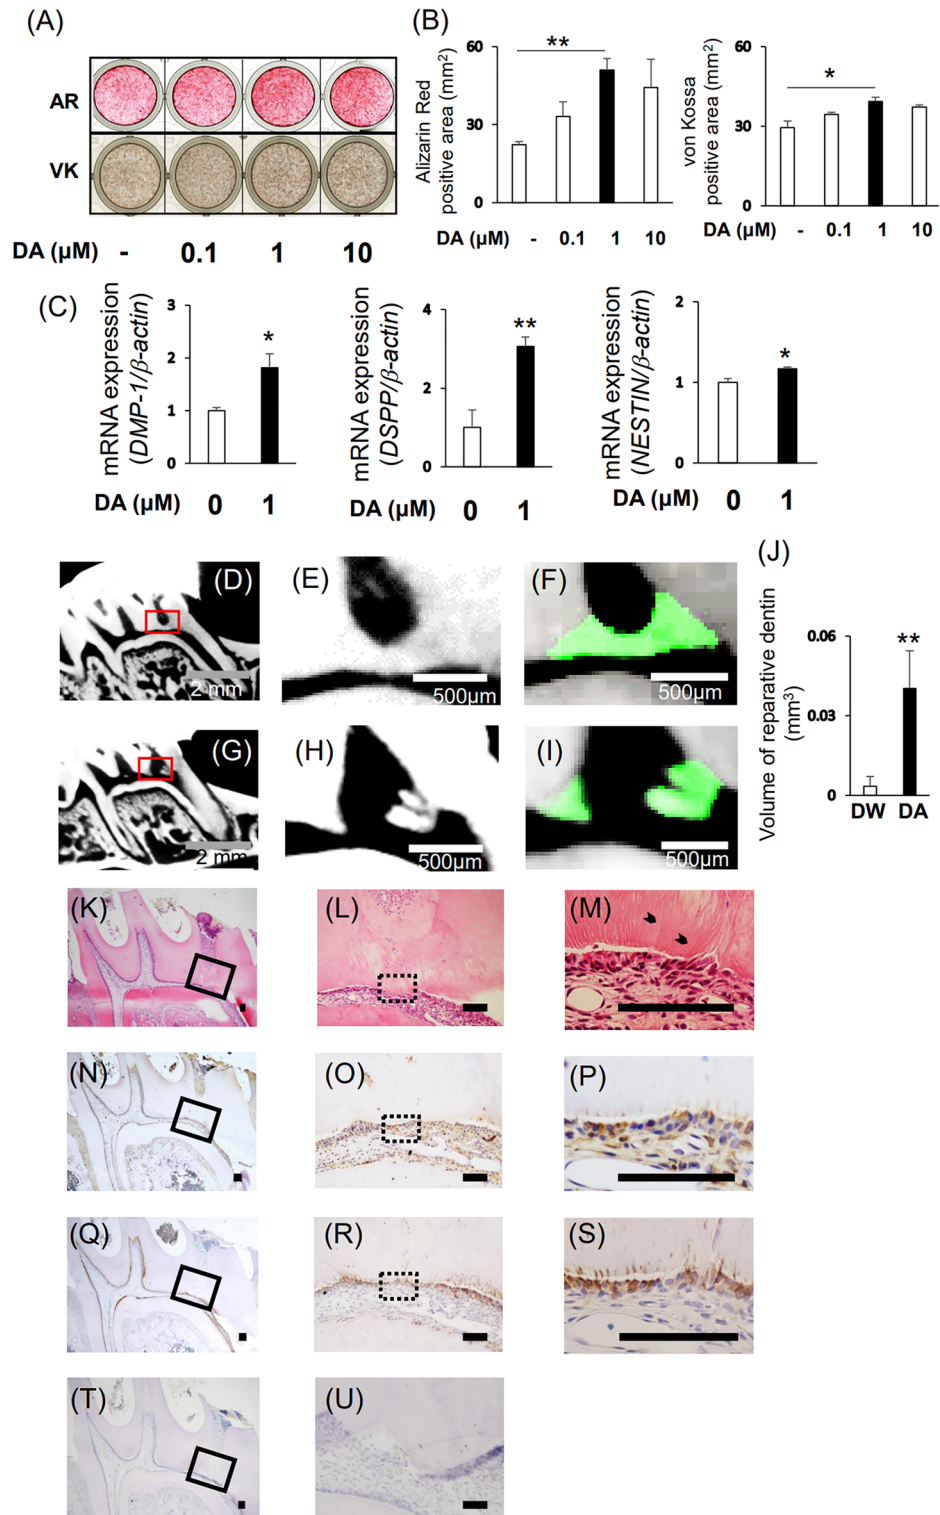 (A)
AR
VK
DA (µM) - 0.1 1 10
(B)
Alizarin Red
positive area (mm2)
60
30
0
**
DA (µM) - 0.1 1 10
von Kossa
positive area (mm2)
60
30
0
*
DA (µM) - 0.1 1 10
(C)
mRNA expression
(DMP-1/β-actin)
3
2
1
0
*
DA (µM) 0 1
mRNA expression
(DSPP/β-actin)
4
2
0
**
DA (µM) 0 1
mRNA expression
(NESTIN/β-actin)
2
1
0
*
DA (µM) 0 1
(D)
2 mm
(E)
500µm
(F)
500µm
(G)
2 mm
(H)
500µm
(I)
500µm
(J)
Volume of reparative dentin
(mm3)
0.06
0.03
0
**
DW DA
(K)
(L)
(M)
(N)
(O)
(P)
(Q)
(R)
(S)
(T)
(U)